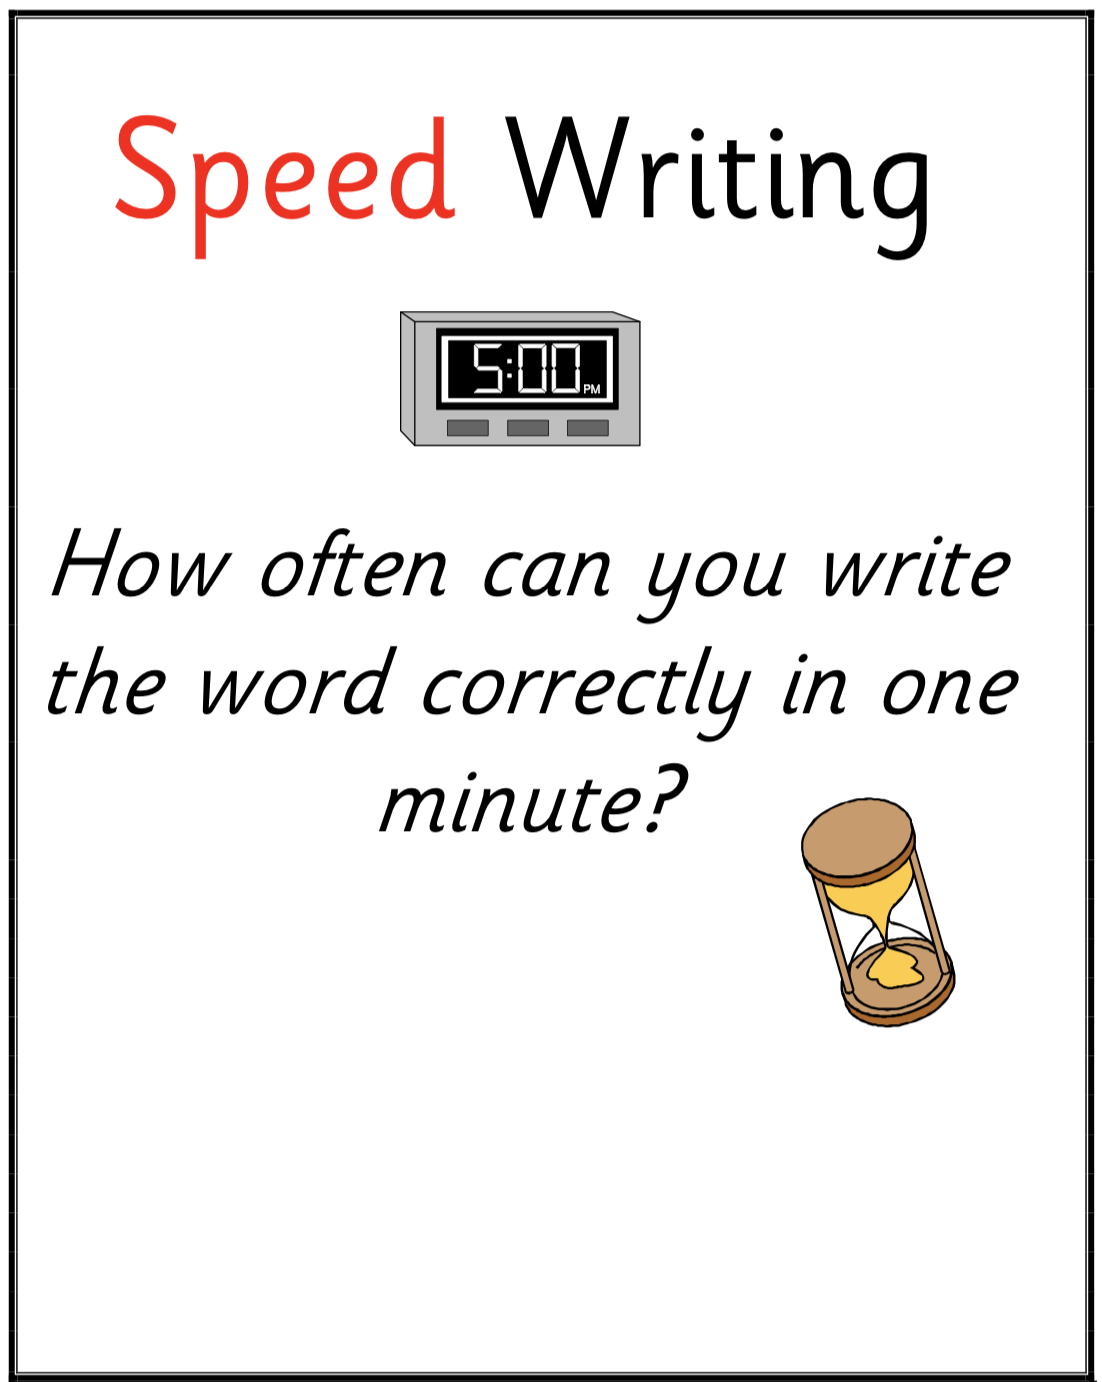 Speed Writing
5:00 PM
How often can you write
the word correctly in one
minute?